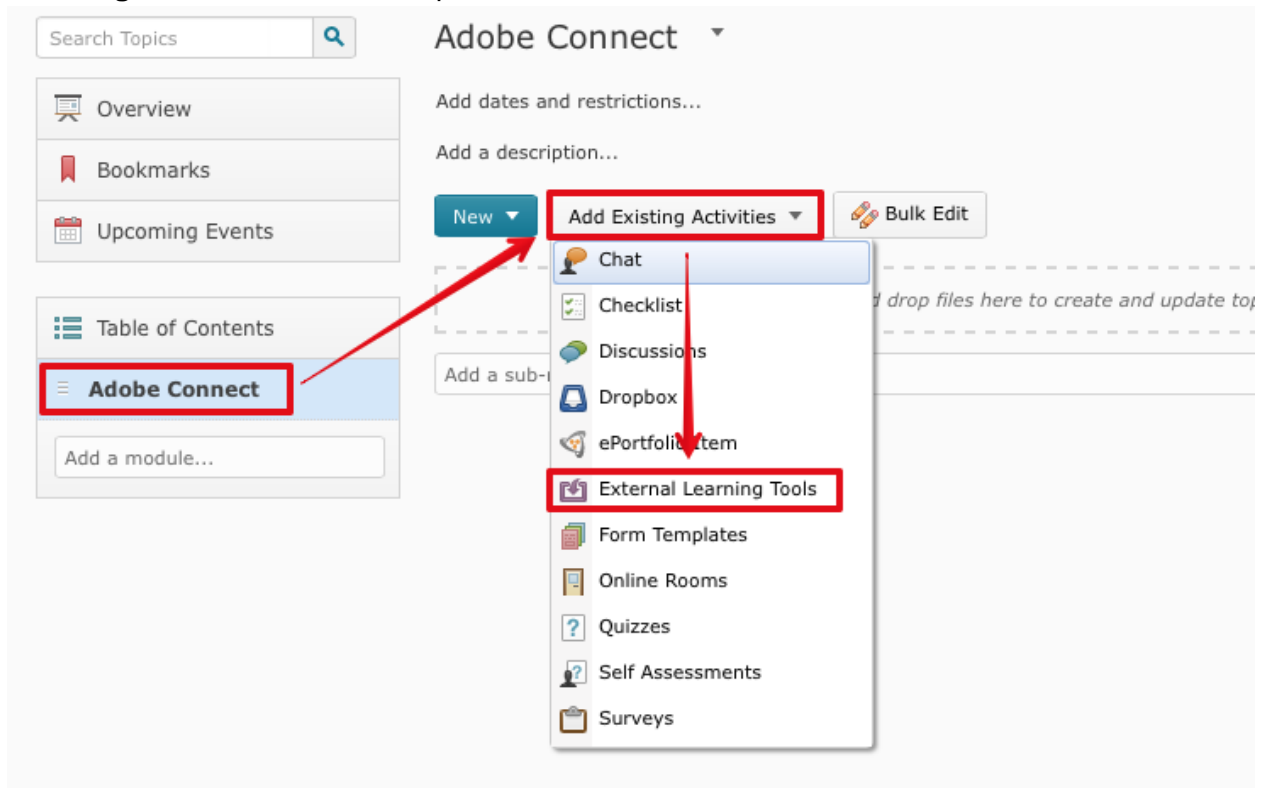 Search Topics
Overview
Bookmarks
Upcoming Events
Table of Contents
Adobe Connect
Add a module...
Adobe Connect
Add dates and restrictions...
Add a description...
New
Add Existing Activities
Bulk Edit
Chat
Checklist
Discussions
Dropbox
ePortfolio Item
External Learning Tools
Form Templates
Online Rooms
Quizzes
Self Assessments
Surveys
drop files here to create and update
Add a sub-